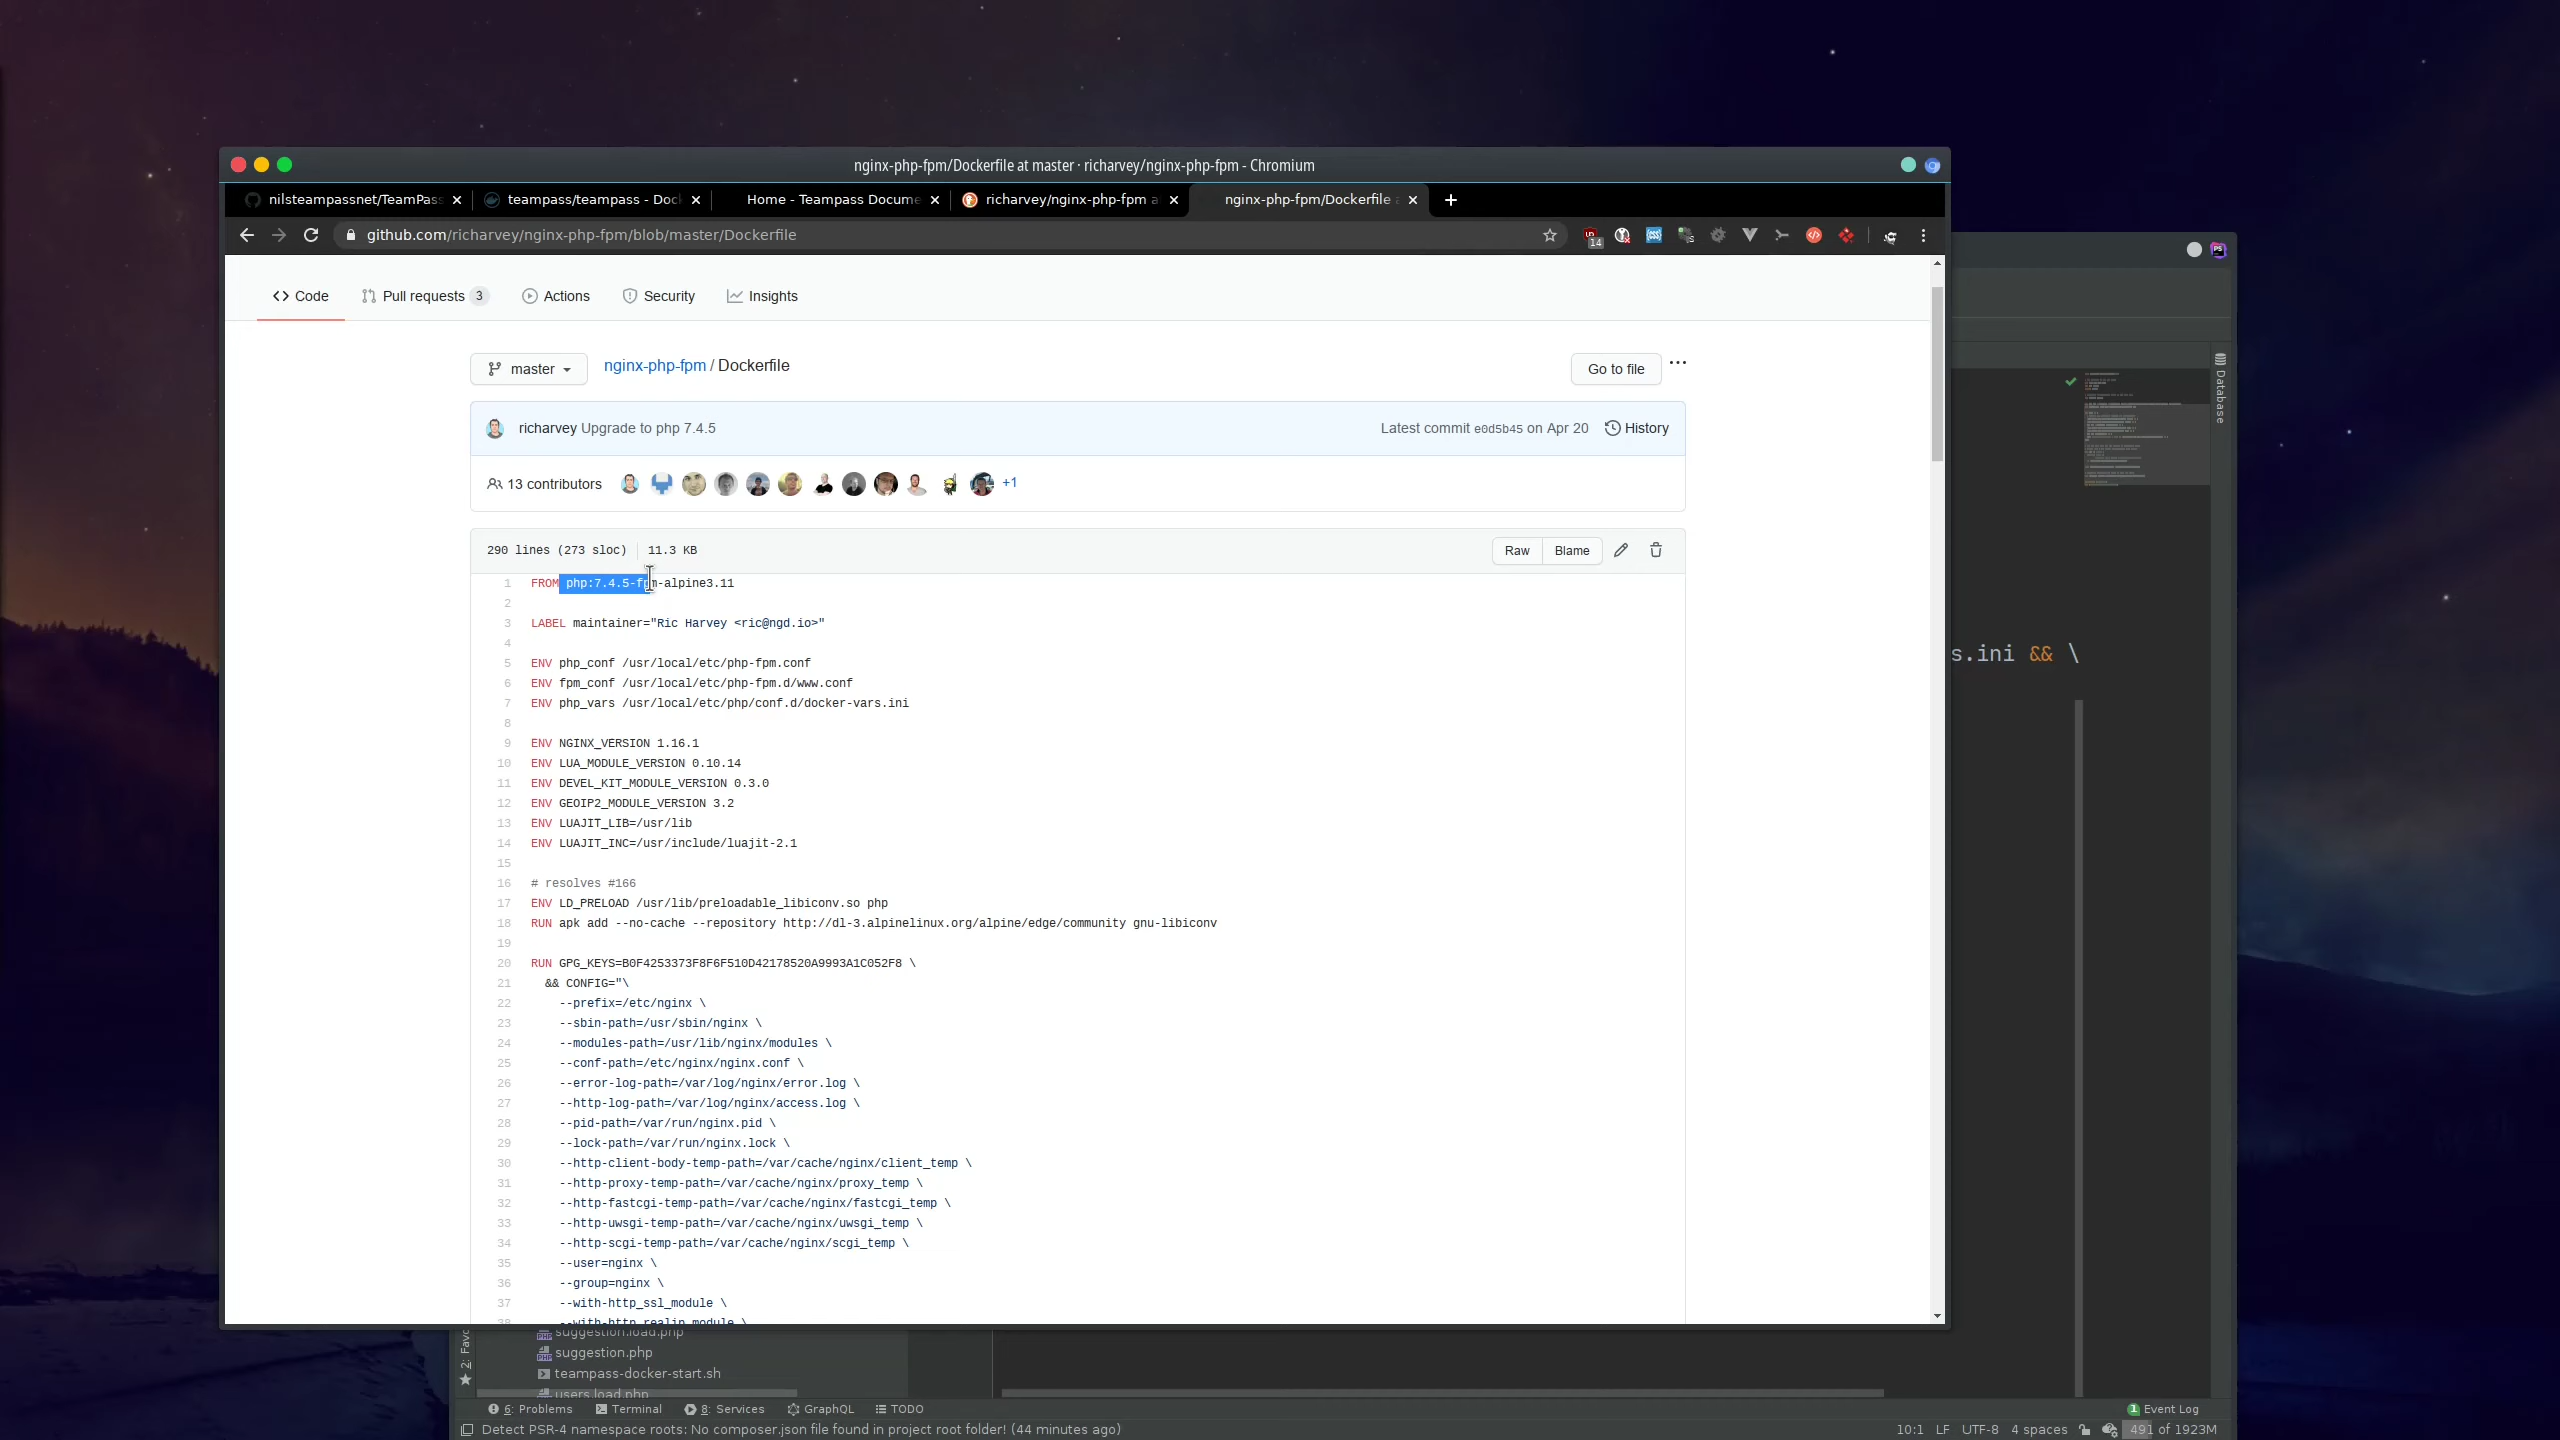 nginx-php-fpm/Dockerfile at master · richarvey/nginx-php-fpm - Chromium
nilsteampassnet/TeamPass
teampass/teampass - Doc
Home - Teampass Docume
richarvey/nginx-php-fpm a
nginx-php-fpm/Dockerfile a
github.com/richarvey/nginx-php-fpm/blob/master/Dockerfile
14
PS
Code
Pull requests 3
Actions
Security
Insights
master
nginx-php-fpm / Dockerfile
Go to file
richarvey Upgrade to php 7.4.5
Latest commit e0d5b45 on Apr 20
History
13 contributors
+1
290 lines (273 sloc)
11.3 KB
Raw
Blame
1 FROM php:7.4.5-fpm-alpine3.11
2
3 LABEL maintainer="Ric Harvey <ric@ngd.io>"
4
5 ENV php_conf /usr/local/etc/php-fpm.conf
6 ENV fpm_conf /usr/local/etc/php-fpm.d/www.conf
7 ENV php_vars /usr/local/etc/php/conf.d/docker-vars.ini
8
9 ENV NGINX_VERSION 1.16.1
10 ENV LUA_MODULE_VERSION 0.10.14
11 ENV DEVEL_KIT_MODULE_VERSION 0.3.0
12 ENV GEOIP2_MODULE_VERSION 3.2
13 ENV LUAJIT_LIB=/usr/lib
14 ENV LUAJIT_INC=/usr/include/luajit-2.1
15
16 # resolves #166
17 ENV LD_PRELOAD /usr/lib/preloadable_libiconv.so php
18 RUN apk add --no-cache --repository http://dl-3.alpinelinux.org/alpine/edge/community gnu-libiconv
19
20 RUN GPG_KEYS=B0F4253373F8F6F510D42178520A9993A1C052F8 \
21 && CONFIG="\
22 --prefix=/etc/nginx \
23 --sbin-path=/usr/sbin/nginx \
24 --modules-path=/usr/lib/nginx/modules \
25 --conf-path=/etc/nginx/nginx.conf \
26 --error-log-path=/var/log/nginx/error.log \
27 --http-log-path=/var/log/nginx/access.log \
28 --pid-path=/var/run/nginx.pid \
29 --lock-path=/var/run/nginx.lock \
30 --http-client-body-temp-path=/var/cache/nginx/client_temp \
31 --http-proxy-temp-path=/var/cache/nginx/proxy_temp \
32 --http-fastcgi-temp-path=/var/cache/nginx/fastcgi_temp \
33 --http-uwsgi-temp-path=/var/cache/nginx/uwsgi_temp \
34 --http-scgi-temp-path=/var/cache/nginx/scgi_temp \
35 --user=nginx \
36 --group=nginx \
37 --with-http_ssl_module \
38 --with-http_realip_module \
Database
s.ini && \
2: Favo
suggestion.load.php
suggestion.php
teampass-docker-start.sh
users.load.php
6: Problems
Terminal
8: Services
GraphQL
TODO
1 Event Log
Detect PSR-4 namespace roots: No composer.json file found in project root folder! (44 minutes ago)
10:1 LF UTF-8 4 spaces
491 of 1923M